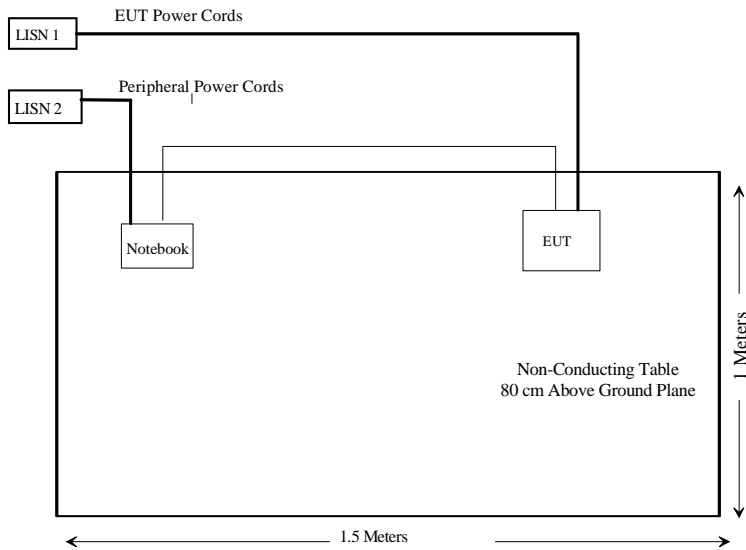 EUT Power Cords
LISN 1
Peripheral Power Cords
LISN 2
Notebook
EUT
Non-Conducting Table
80 cm Above Ground Plane
1 Meters
1.5 Meters